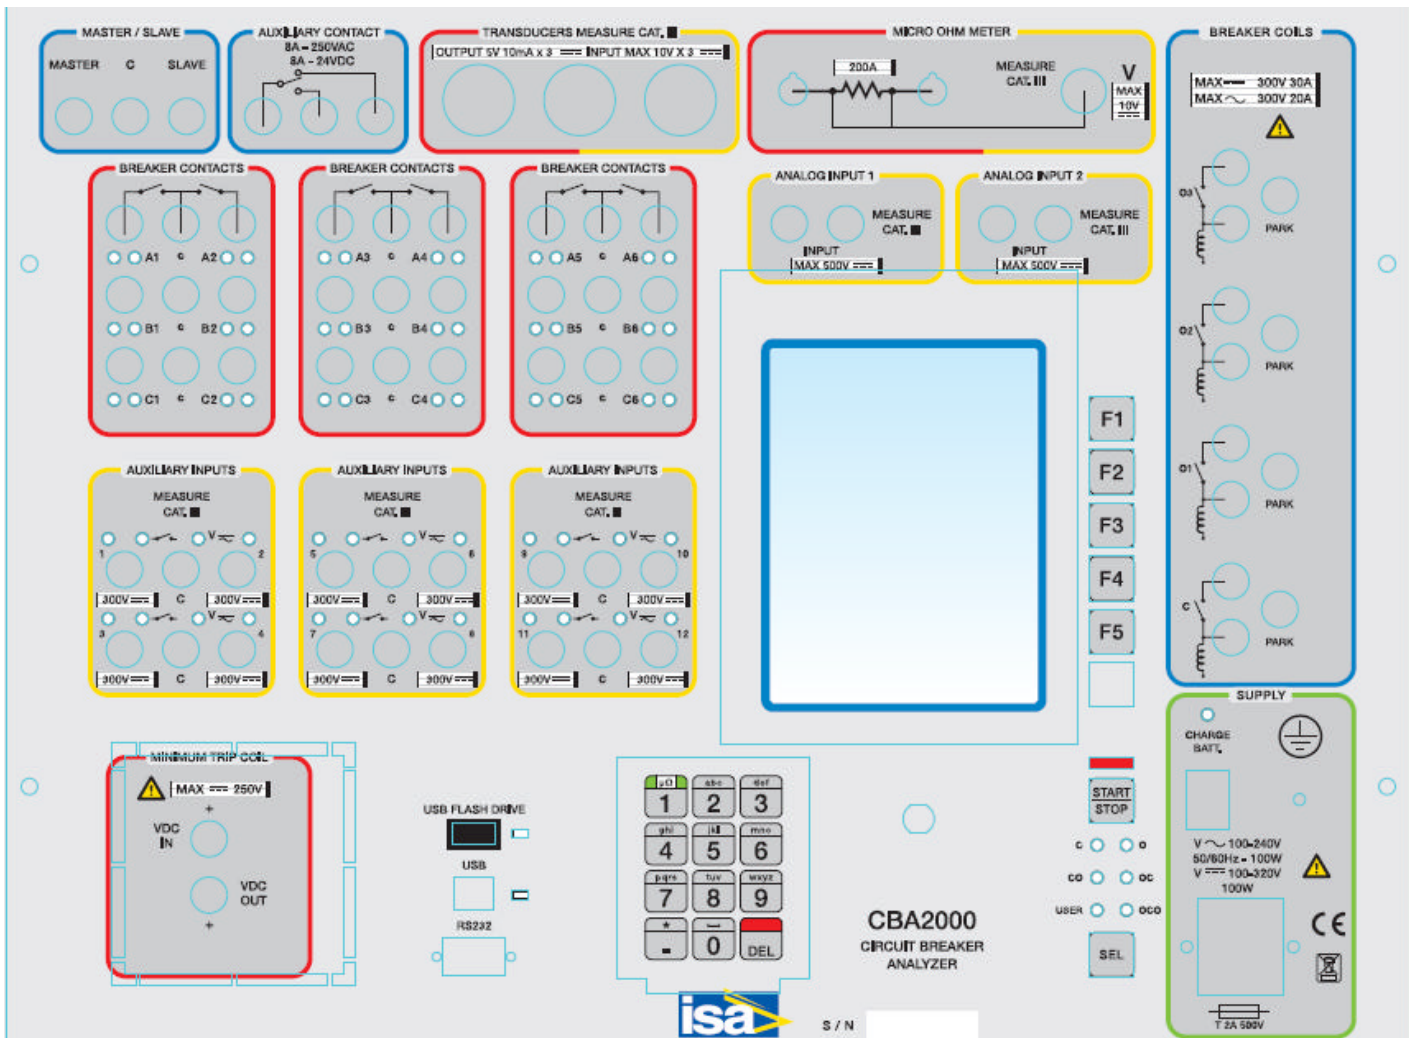 MASTER / SLAVE
MASTER C SLAVE
AUXILIARY CONTACT
8A - 250VAC
8A - 24VDC
TRANSDUCERS MEASURE CAT. III
OUTPUT 5V 10mA x 3 INPUT MAX 10V X 3
MICRO OHM METER
200A
MEASURE
CAT. III
V
MAX
10V
BREAKER COILS
MAX 300V 30A
MAX 300V 20A
O3
PARK
O2
PARK
O1
PARK
C
PARK
BREAKER CONTACTS
A1 C A2
B1 C B2
C1 C C2
BREAKER CONTACTS
A3 C A4
B3 C B4
C3 C C4
BREAKER CONTACTS
A5 C A6
B5 C B6
C5 C C6
ANALOG INPUT 1
MEASURE
CAT. III
INPUT
MAX 500V
ANALOG INPUT 2
MEASURE
CAT. III
INPUT
MAX 500V
AUXILIARY INPUTS
MEASURE
CAT. III
V
1 2
300V C 300V
V
3 4
300V C 300V
AUXILIARY INPUTS
MEASURE
CAT. III
V
5 6
300V C 300V
V
7 8
300V C 300V
AUXILIARY INPUTS
MEASURE
CAT. III
V
9 10
300V C 300V
V
11 12
300V C 300V
F1
F2
F3
F4
F5
SUPPLY
CHARGE
BATT.
V 100-240V
50/60Hz - 100W
V 100-320V
100W
CE
T 2A 500V
MINIMUM TRIP COIL
MAX 250V
+
VDC
IN
VDC
OUT
+
USB FLASH DRIVE
USB
RS232
μΩ abc def
1 2 3
ghi jkl mno
4 5 6
pqrs tuv wxyz
7 8 9
*
- 0 DEL
START
STOP
C O
CO OC
USER OCO
SEL
CBA2000
CIRCUIT BREAKER
ANALYZER
isa
S / N